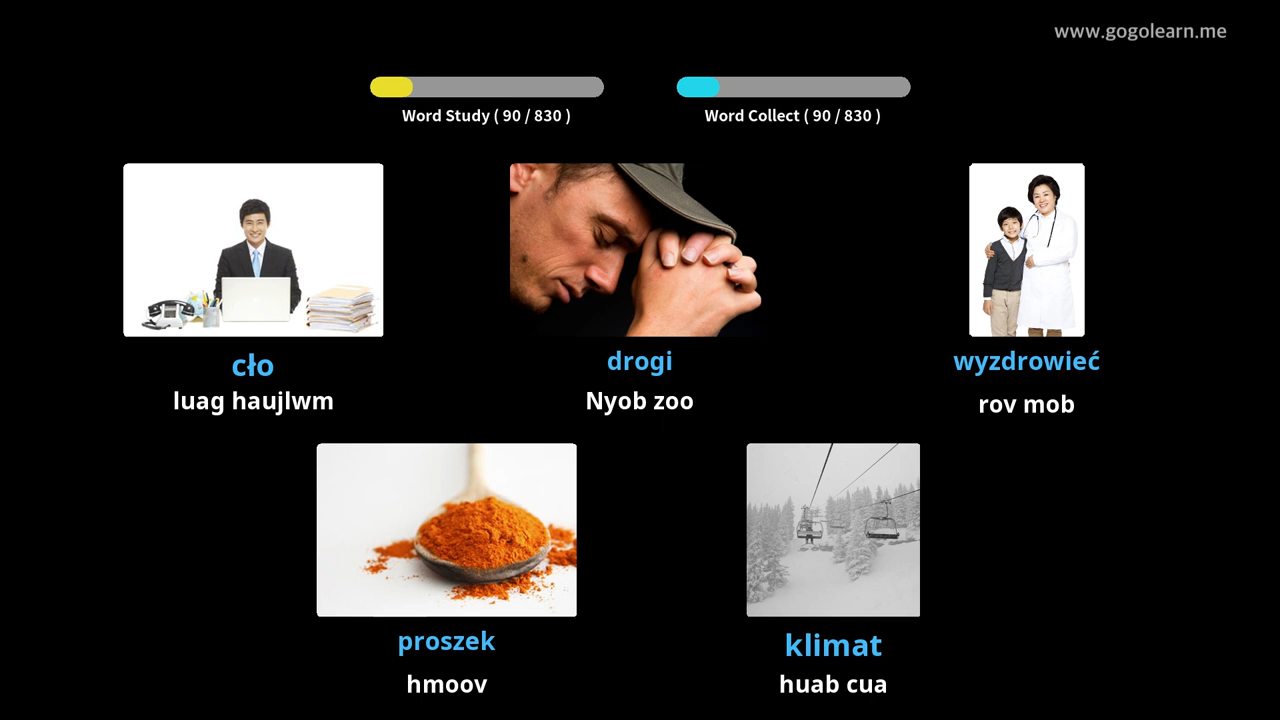 www.gogolearn.me
Word Study ( 90 / 830 )
Word Collect ( 90 / 830 )
cło
luag haujlwm
drogi
Nyob zoo
wyzdrowieć
rov mob
proszek
hmoov
klimat
huab cua